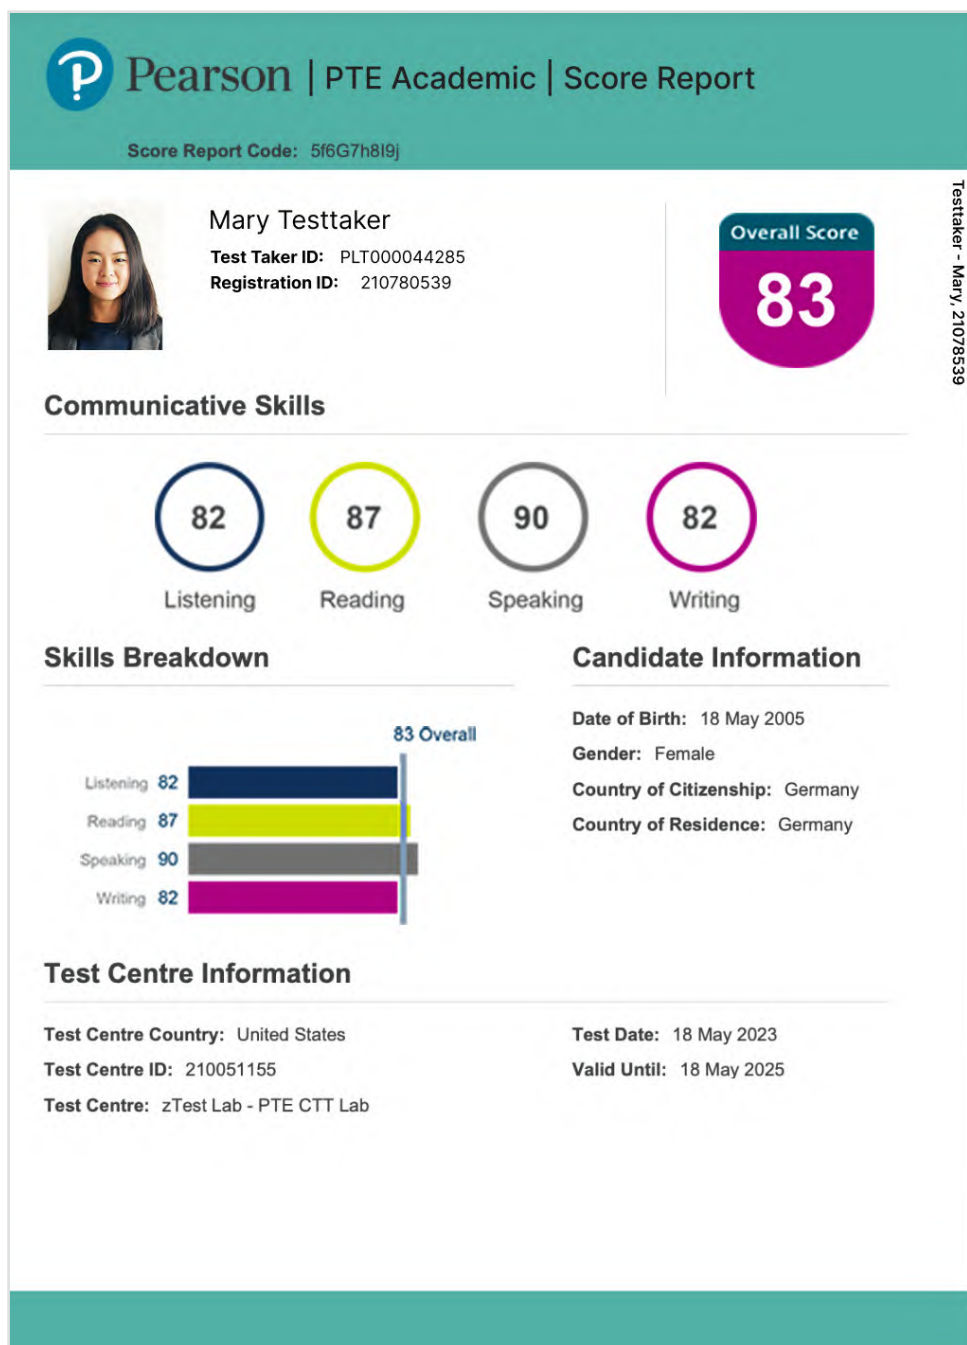 Pearson | PTE Academic | Score Report
Score Report Code: 5f6G7h8I9j
Mary Testtaker
Test Taker ID: PLT000044285
Registration ID: 210780539
Overall Score
83
Testtaker - Mary, 21078539
Communicative Skills
82 87 90 82
Listening Reading Speaking Writing
Skills Breakdown
83 Overall
Listening 82
Reading 87
Speaking 90
Writing 82
Candidate Information
Date of Birth: 18 May 2005
Gender: Female
Country of Citizenship: Germany
Country of Residence: Germany
Test Centre Information
Test Centre Country: United States
Test Centre ID: 210051155
Test Centre: zTest Lab - PTE CTT Lab
Test Date: 18 May 2023
Valid Until: 18 May 2025